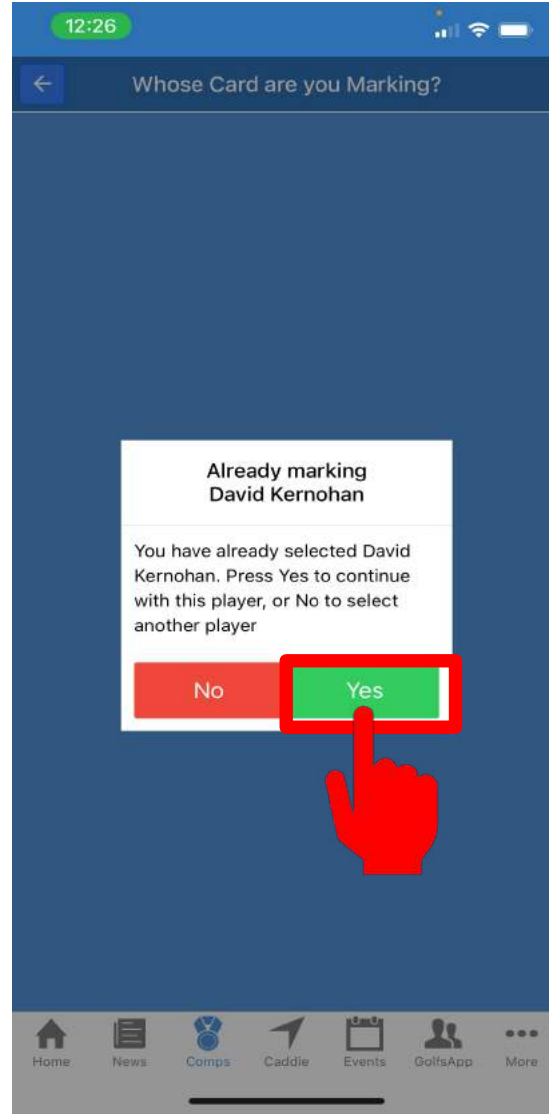 12:26
Whose Card are you Marking?
Already marking
David Kernohan
You have already selected David
Kernohan. Press Yes to continue
with this player, or No to select
another player
No Yes
Home News Comps Caddie Events GolfsApp More